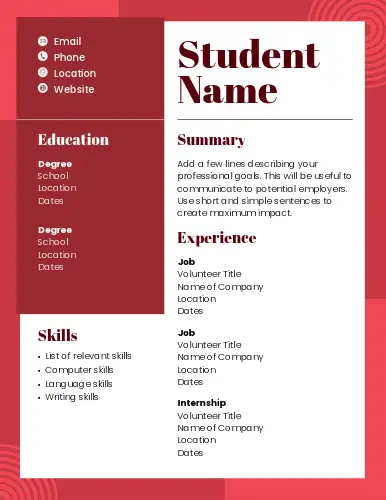 Email
Phone
Location
Website
Student
Name
Education
Degree
School
Location
Dates
Degree
School
Location
Dates
Skills
• List of relevant skills
• Computer skills
• Language skills
• Writing skills
Summary
Add a few lines describing your
professional goals. This will be useful to
communicate to potential employers.
Use short and simple sentences to
create maximum impact.
Experience
Job
Volunteer Title
Name of Company
Location
Dates
Job
Volunteer Title
Name of Company
Location
Dates
Internship
Volunteer Title
Name of Company
Location
Dates